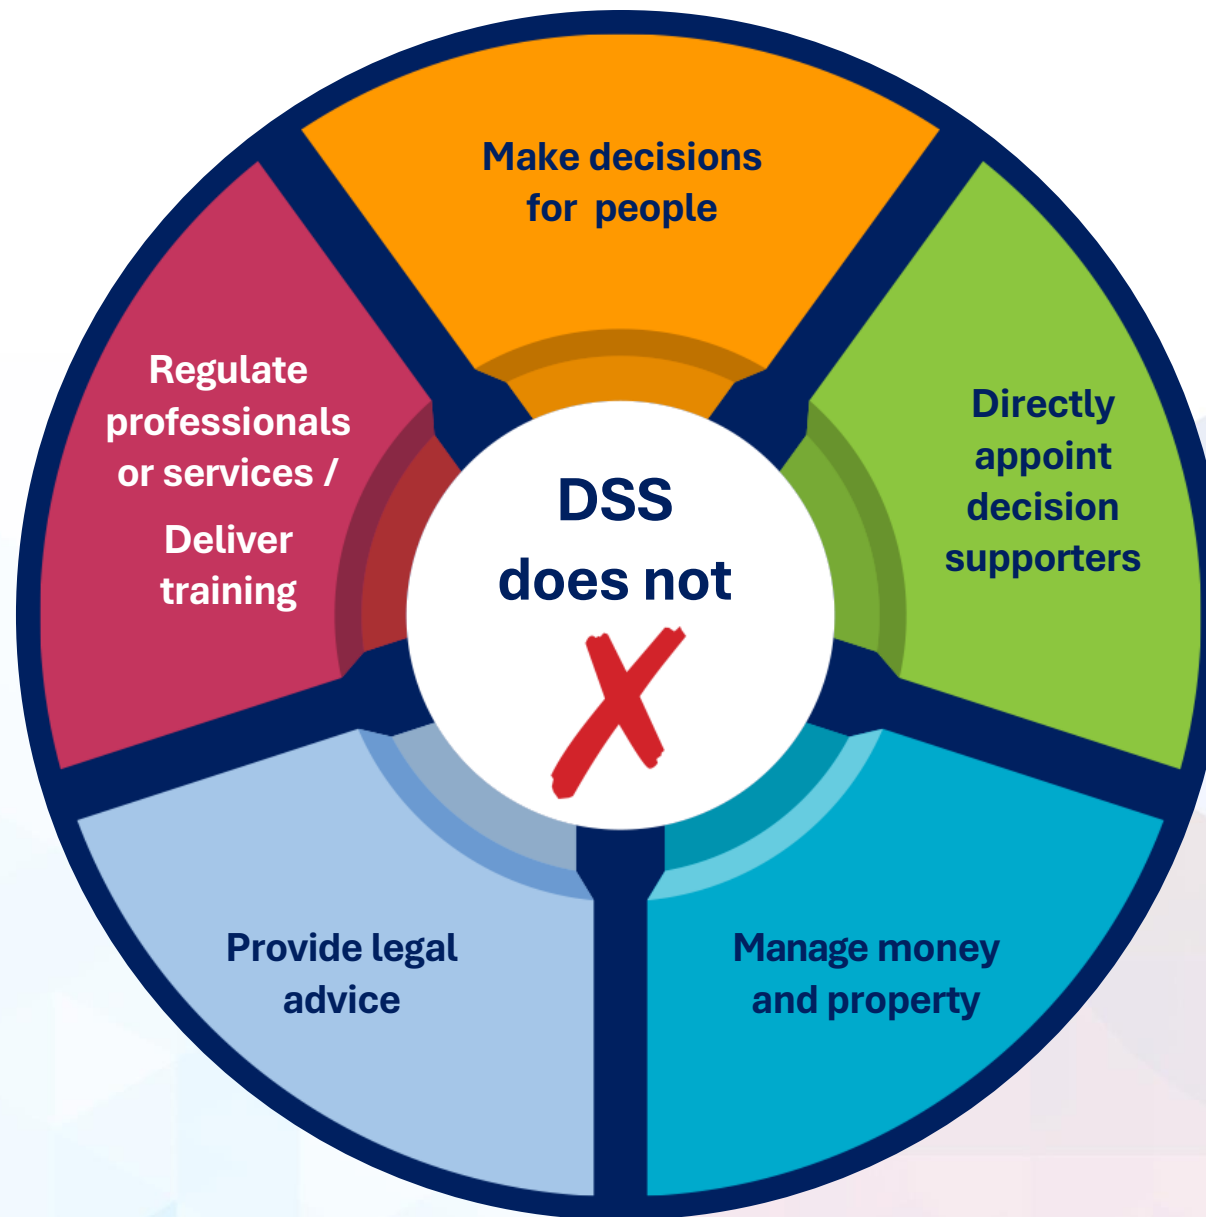 DSS
does not
Make decisions
for people
Directly
appoint
decision
supporters
Manage money
and property
Provide legal
advice
Regulate
professionals
or services /
Deliver
training